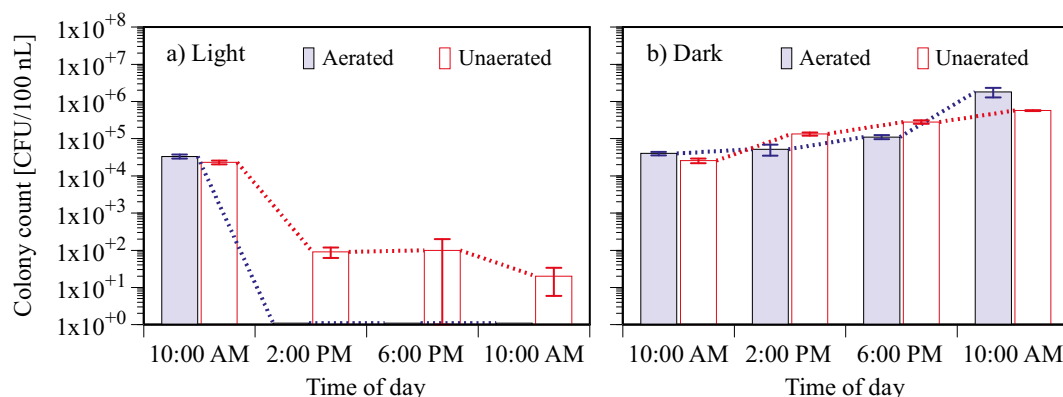 Colony count [CFU/100 nL]
1x10+8
1x10+7
1x10+6
1x10+5
1x10+4
1x10+3
1x10+2
1x10+1
1x10+0
a) Light
Aerated
Unaerated
10:00 AM 2:00 PM 6:00 PM 10:00 AM
Time of day
b) Dark
Aerated
Unaerated
10:00 AM 2:00 PM 6:00 PM 10:00 AM
Time of day